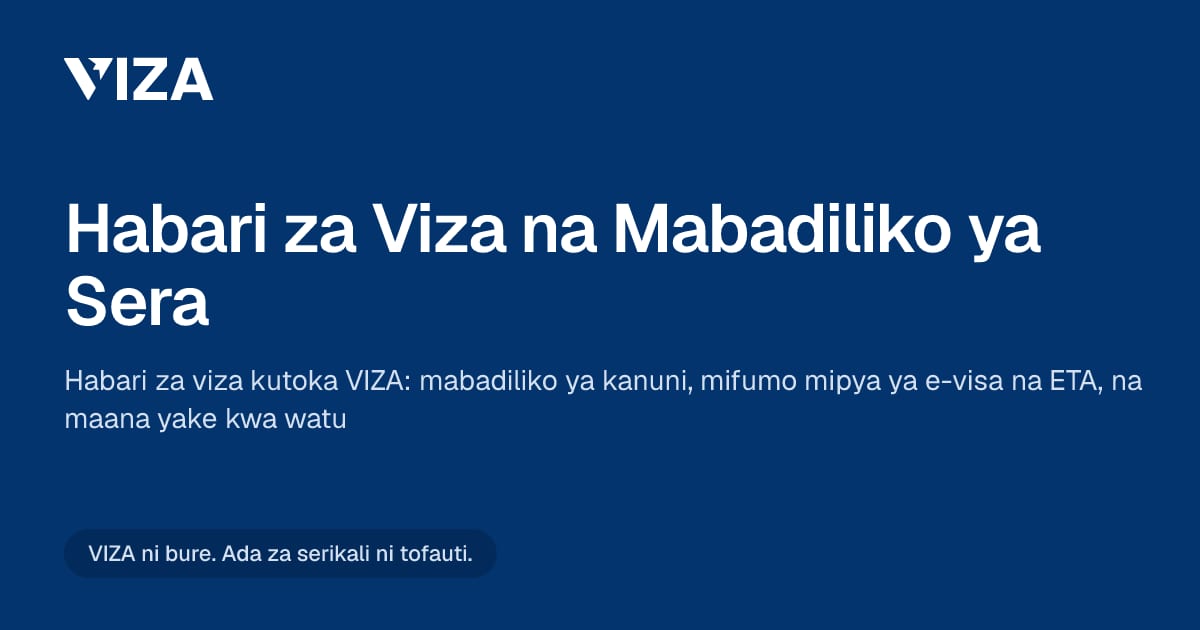 VIZA
Habari za Viza na Mabadiliko ya
Sera
Habari za viza kutoka VIZA: mabadiliko ya kanuni, mifumo mipya ya e-visa na ETA, na
maana yake kwa watu
VIZA ni bure. Ada za serikali ni tofauti.